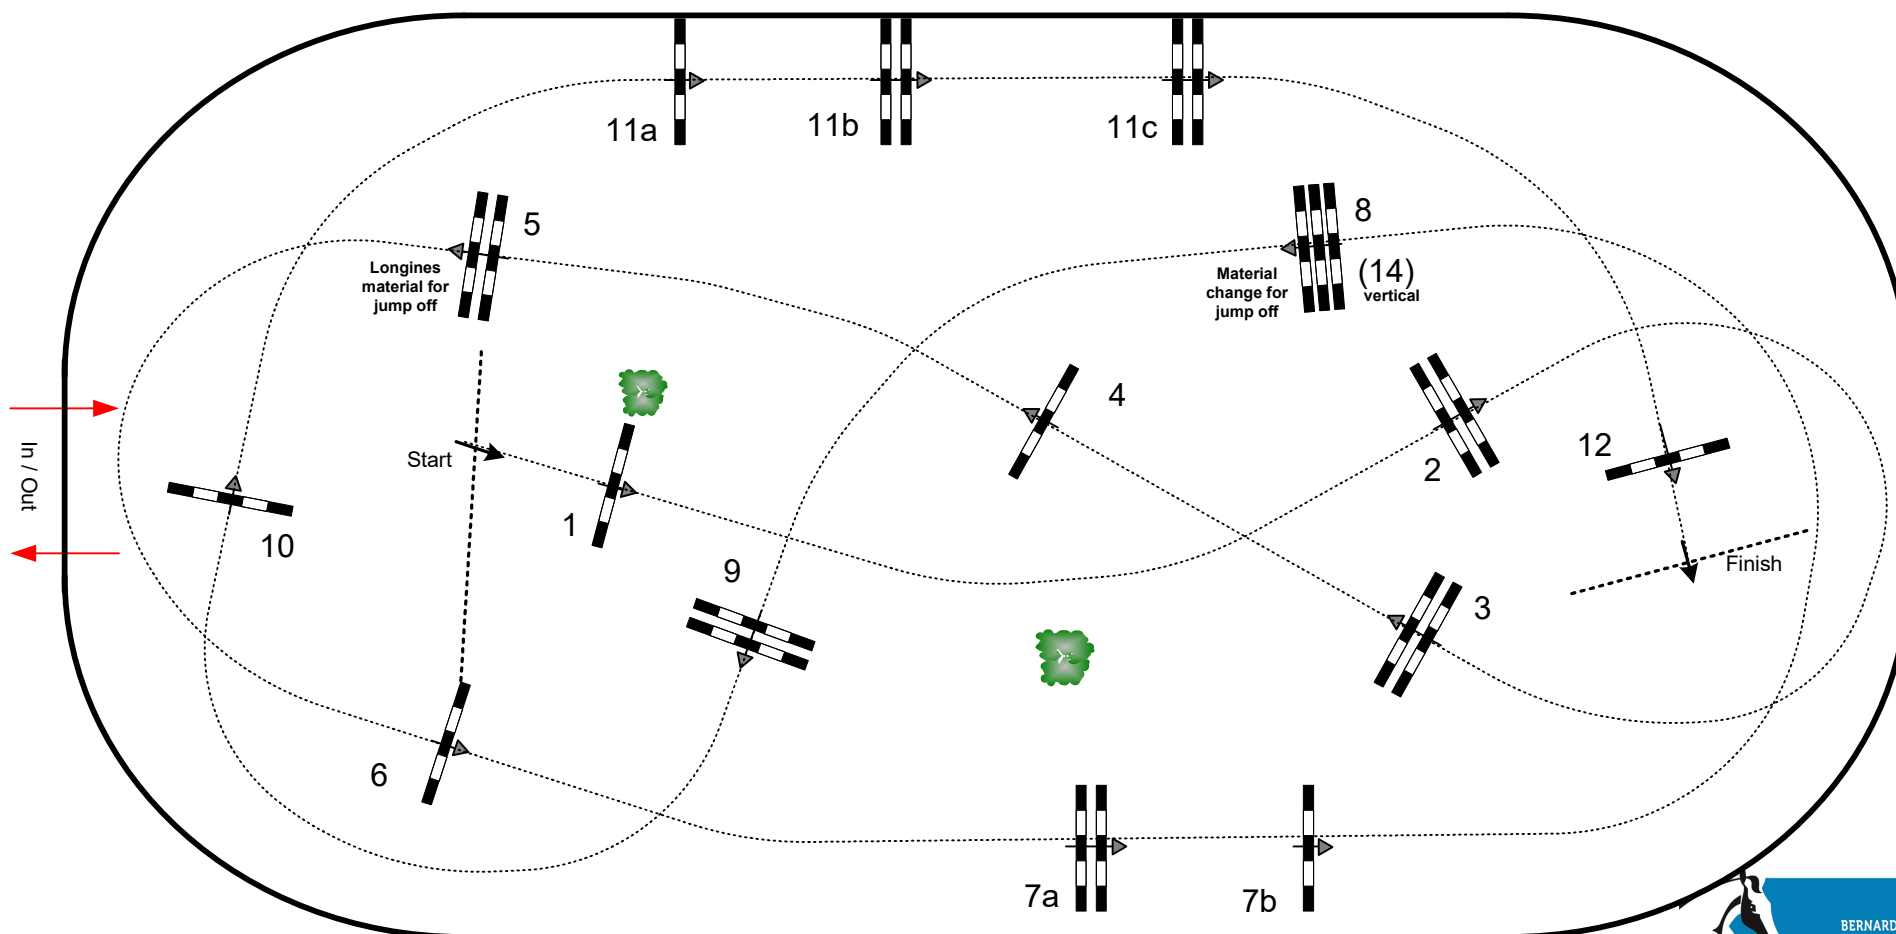 11a
11b
11c
5
8
Longines
material for
jump off
Material
change for
jump off
(14)
vertical
4
2
12
Start
In / Out
1
10
9
Finish
3
6
7a
7b
BERNARD